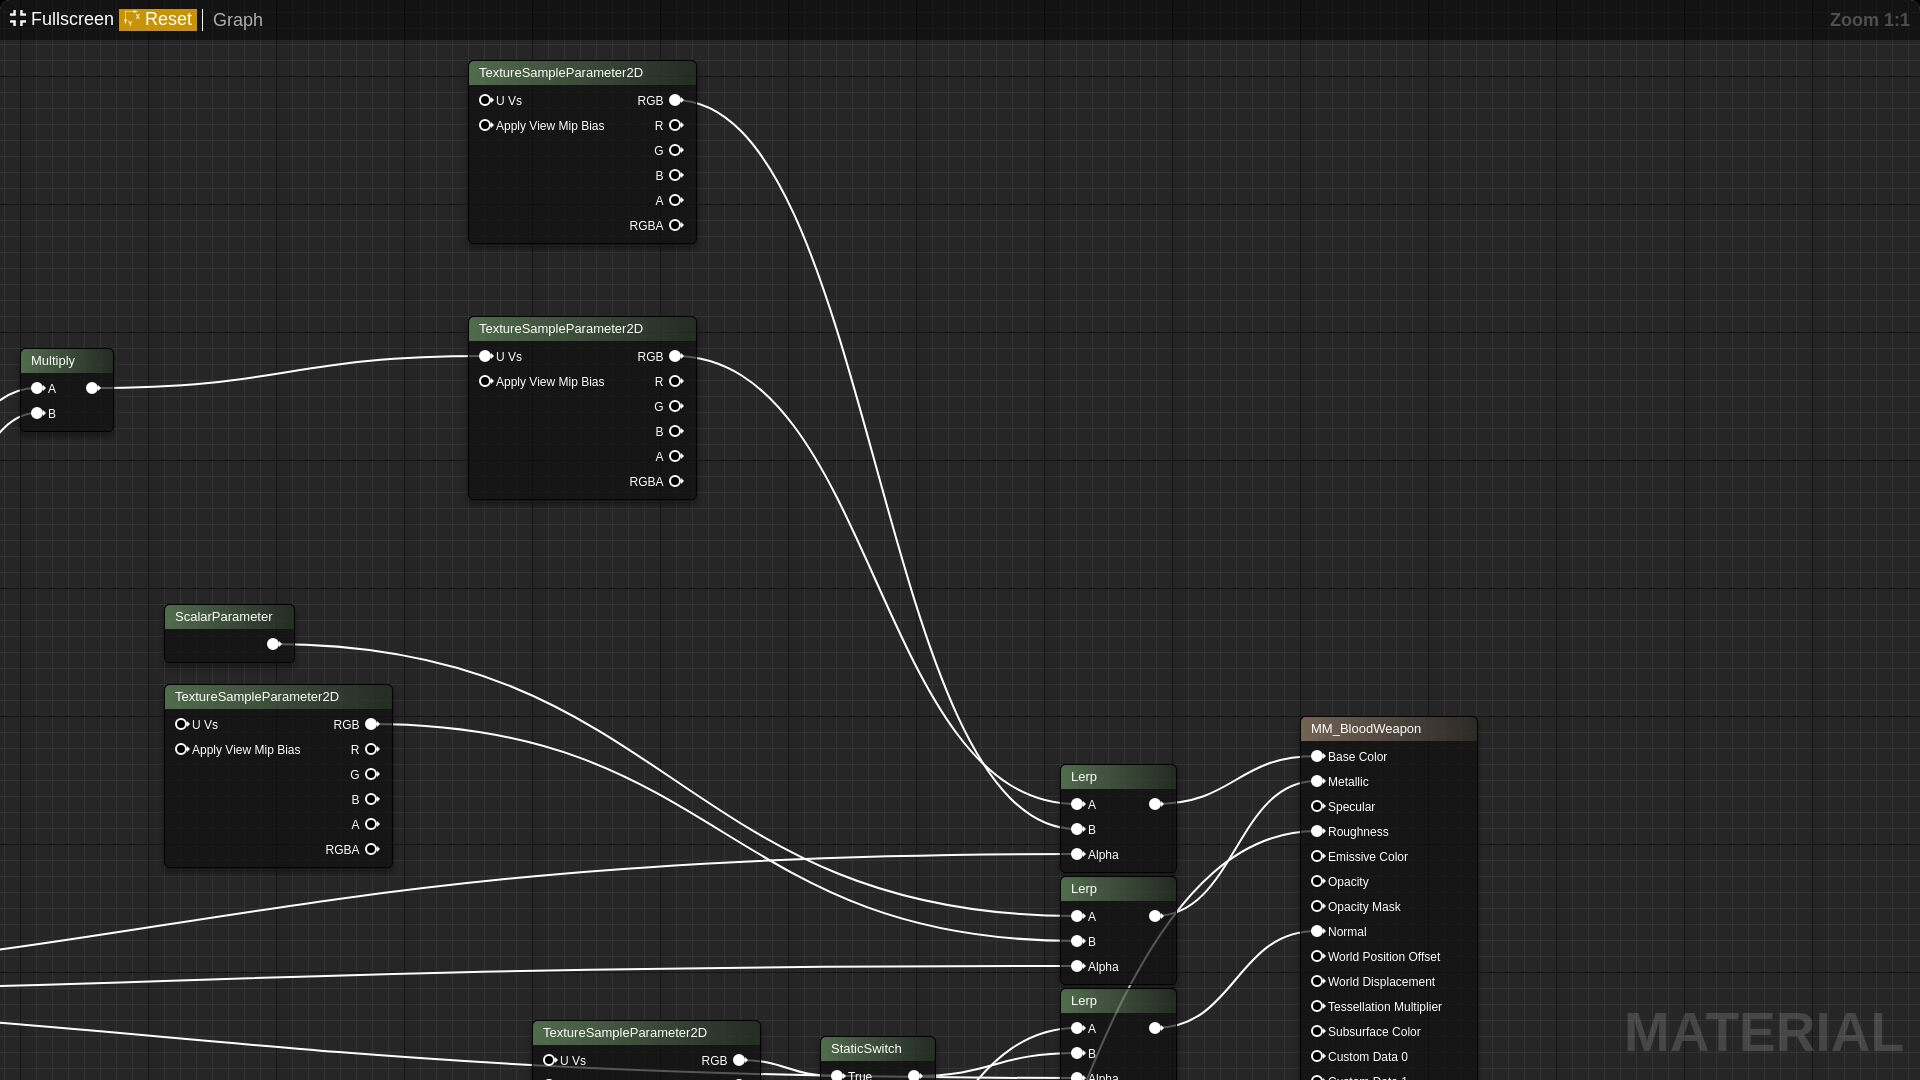 Fullscreen Reset Graph Zoom 1:1
TextureSampleParameter2D
U Vs RGB
Apply View Mip Bias R
G
B
A
RGBA
TextureSampleParameter2D
U Vs RGB
Apply View Mip Bias R
G
B
A
RGBA
Multiply
A
B
ScalarParameter
TextureSampleParameter2D
U Vs RGB
Apply View Mip Bias R
G
B
A
RGBA
Lerp
A
B
Alpha
Lerp
A
B
Alpha
Lerp
A
B
Alpha
MM_BloodWeapon
Base Color
Metallic
Specular
Roughness
Emissive Color
Opacity
Opacity Mask
Normal
World Position Offset
World Displacement
Tessellation Multiplier
Subsurface Color
Custom Data 0
Custom Data 1
TextureSampleParameter2D
U Vs RGB
StaticSwitch
True
MATERIAL